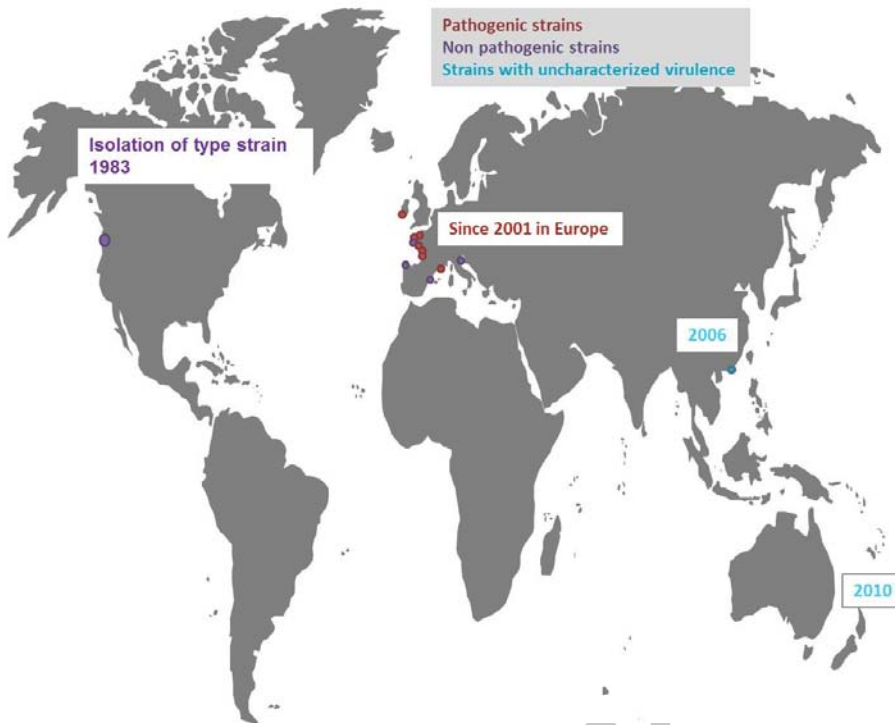 Pathogenic strains
Non pathogenic strains
Strains with uncharacterized virulence
Isolation of type strain
1983
Since 2001 in Europe
2006
2010